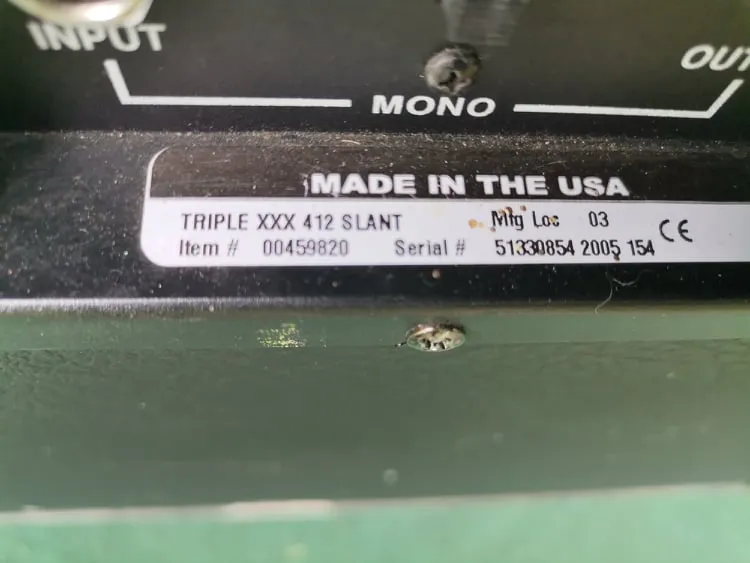 INPUT
MONO
MADE IN THE USA
TRIPLE XXX 412 SLANT Mfg Loc 03
Item # 00459820 Serial # 51330854 2005 154 CE